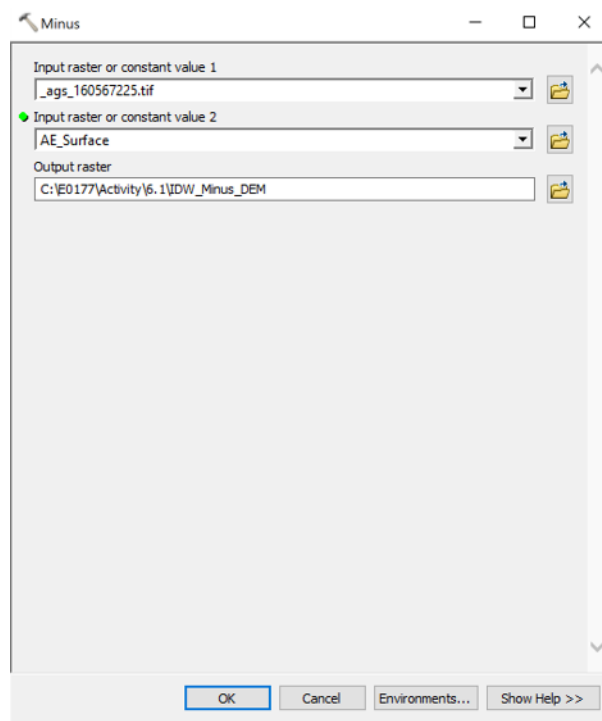 Minus
Input raster or constant value 1
_ags_160567225.tif
Input raster or constant value 2
AE_Surface
Output raster
C:\E0177\Activity\6.1\IDW_Minus_DEM
OK Cancel Environments... Show Help >>